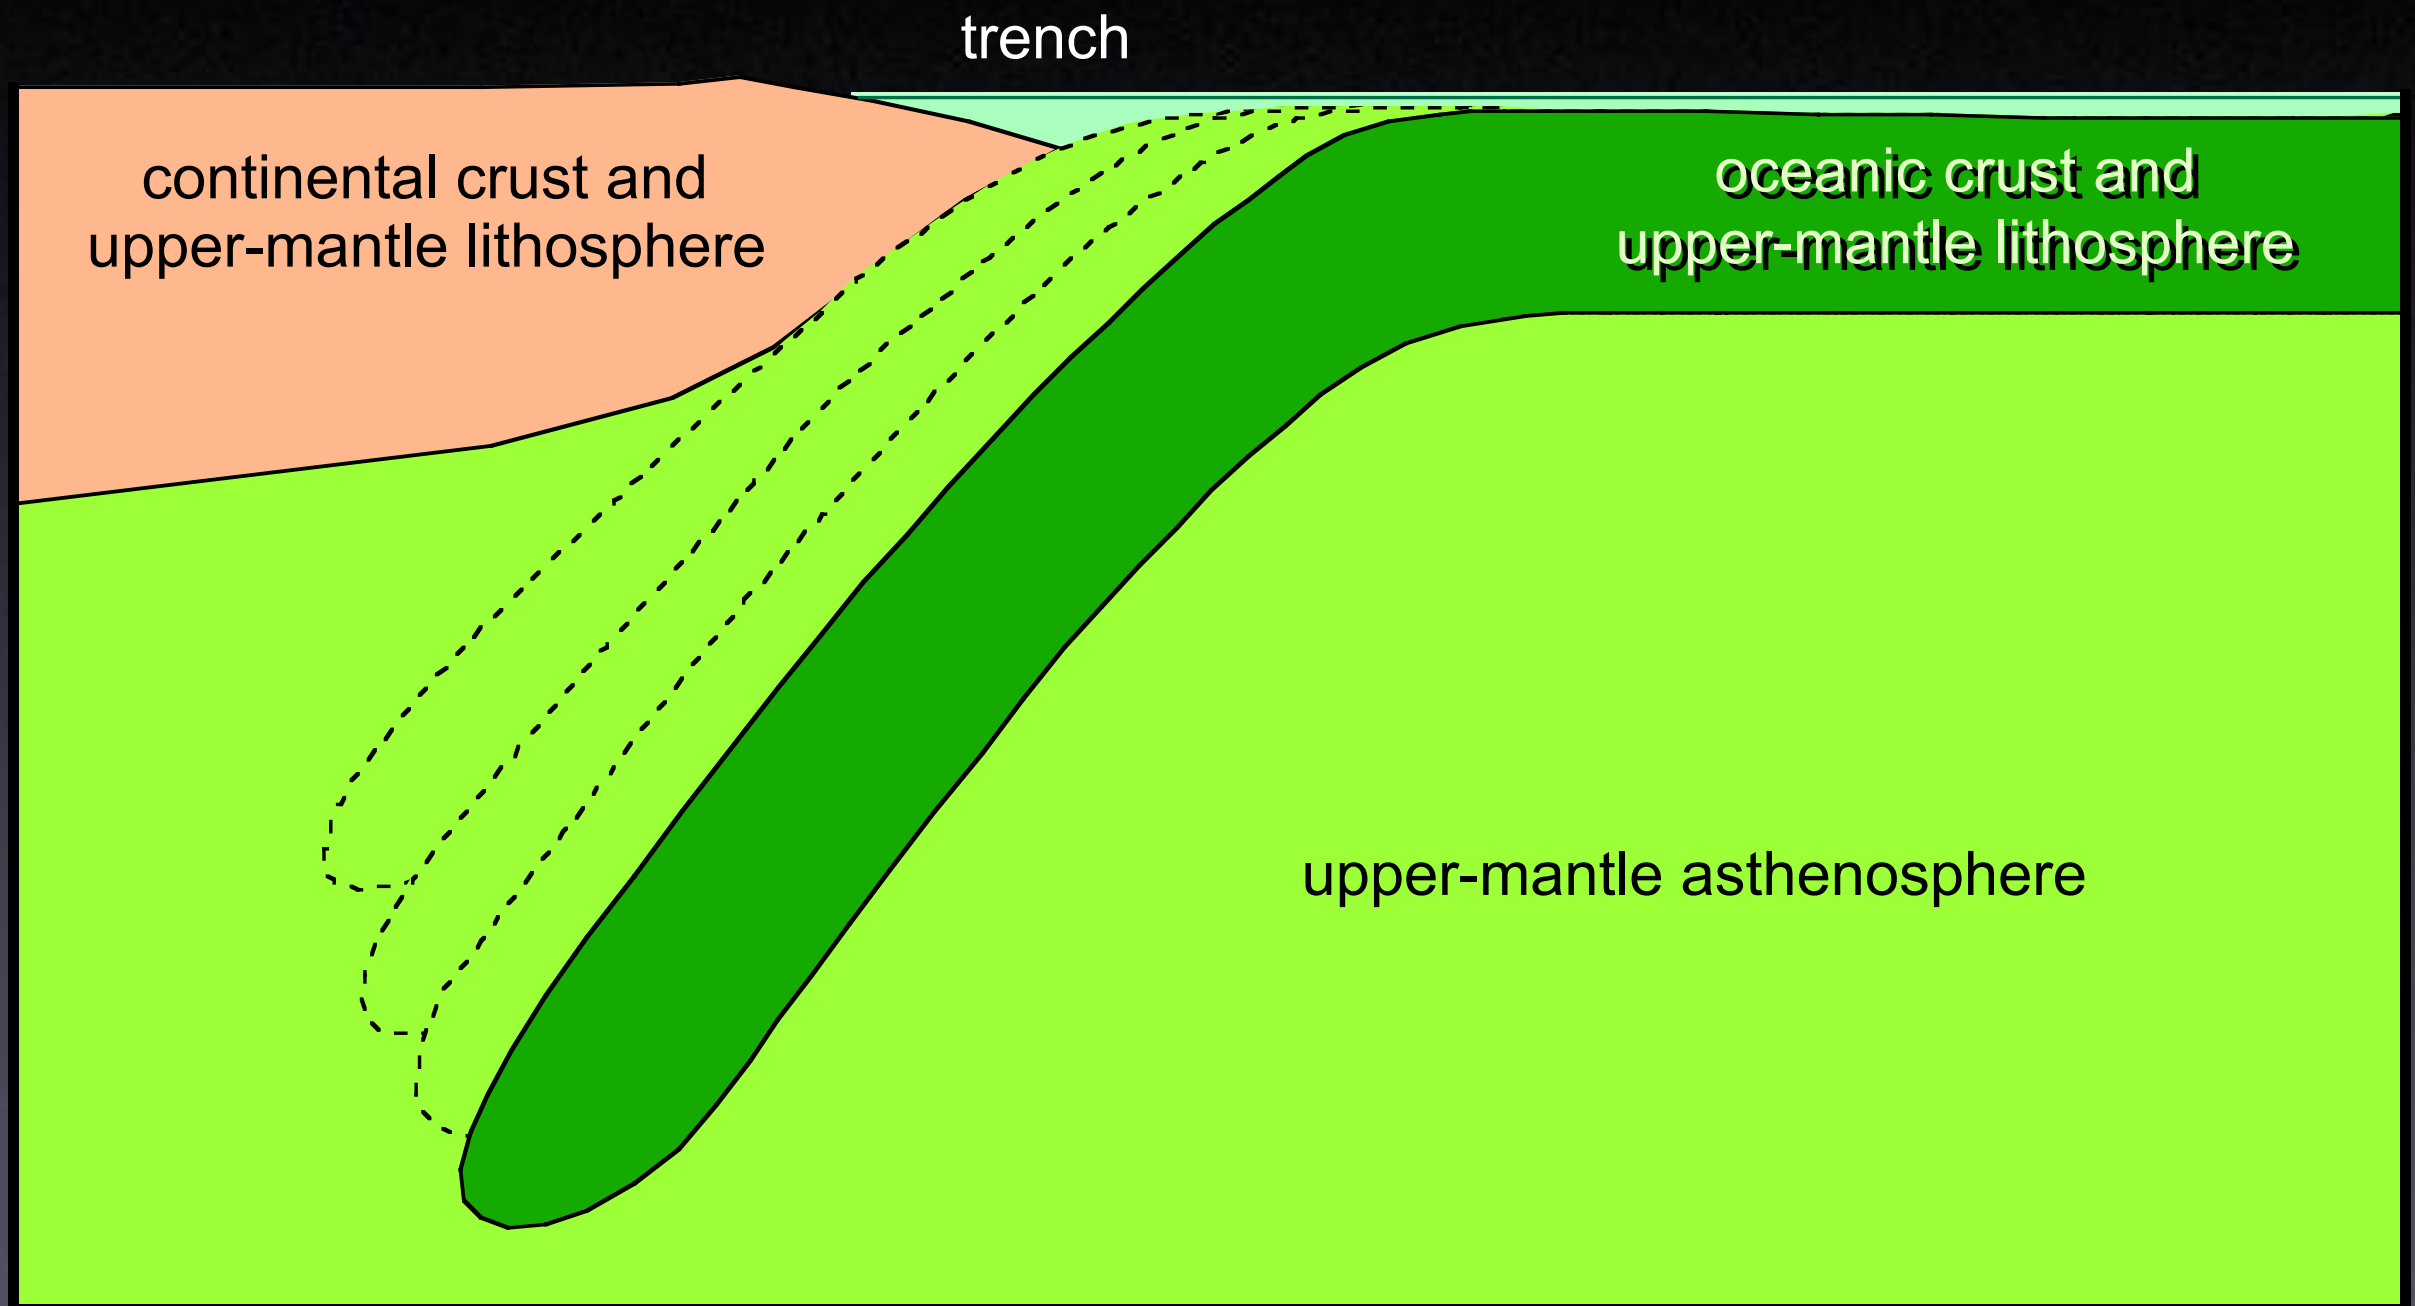 trench
continental crust and
upper-mantle lithosphere
oceanic crust and
upper-mantle lithosphere
upper-mantle asthenosphere